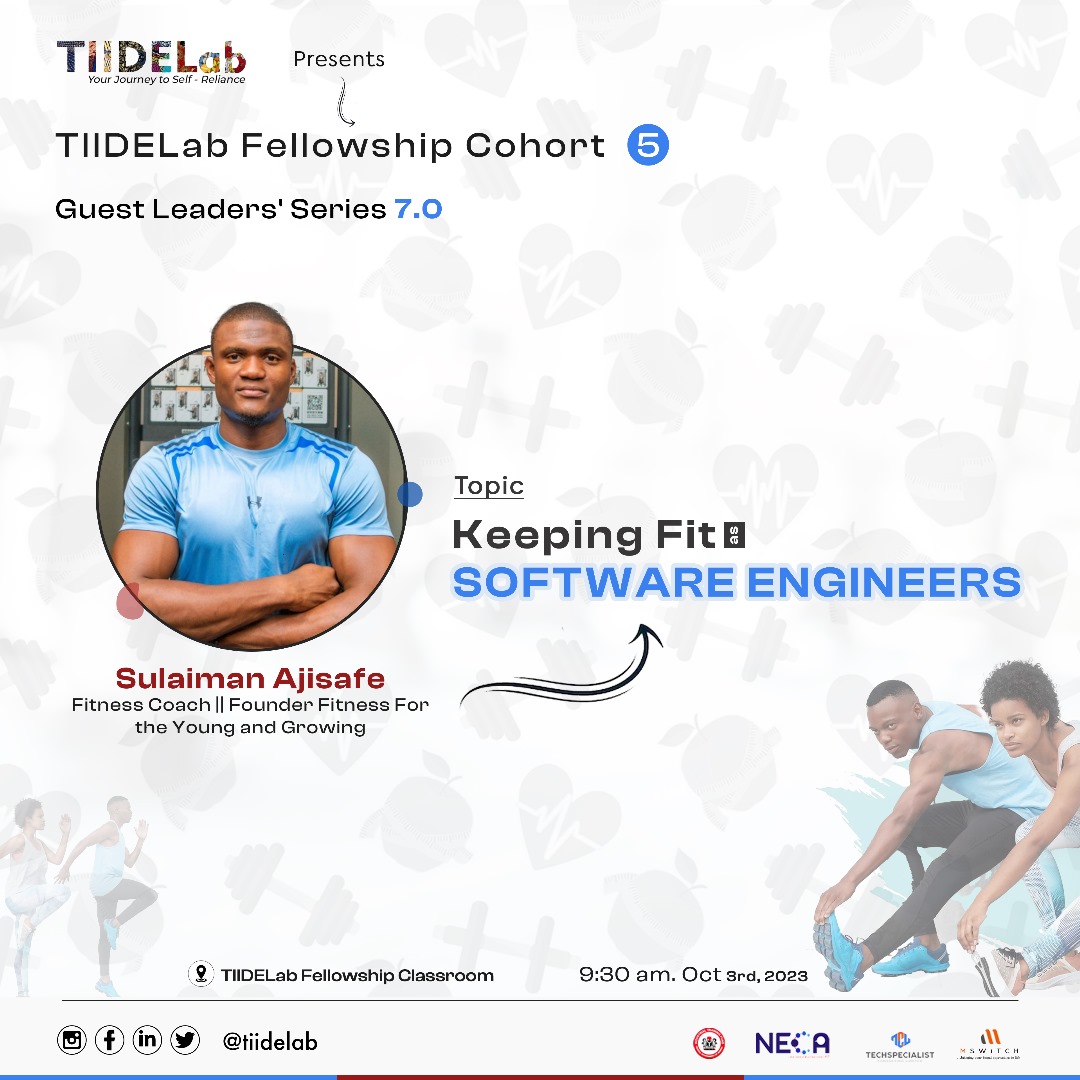 TIIDELab
Your Journey to Self - Reliance
Presents
TIIDELab Fellowship Cohort 5
Guest Leaders' Series 7.0
Topic
Keeping Fit as
SOFTWARE ENGINEERS
Sulaiman Ajisafe
Fitness Coach || Founder Fitness For
the Young and Growing
TIIDELab Fellowship Classroom
9:30 am. Oct 3rd, 2023
@tiidelab
NECA
TECHSPECIALIST
MSWITCH